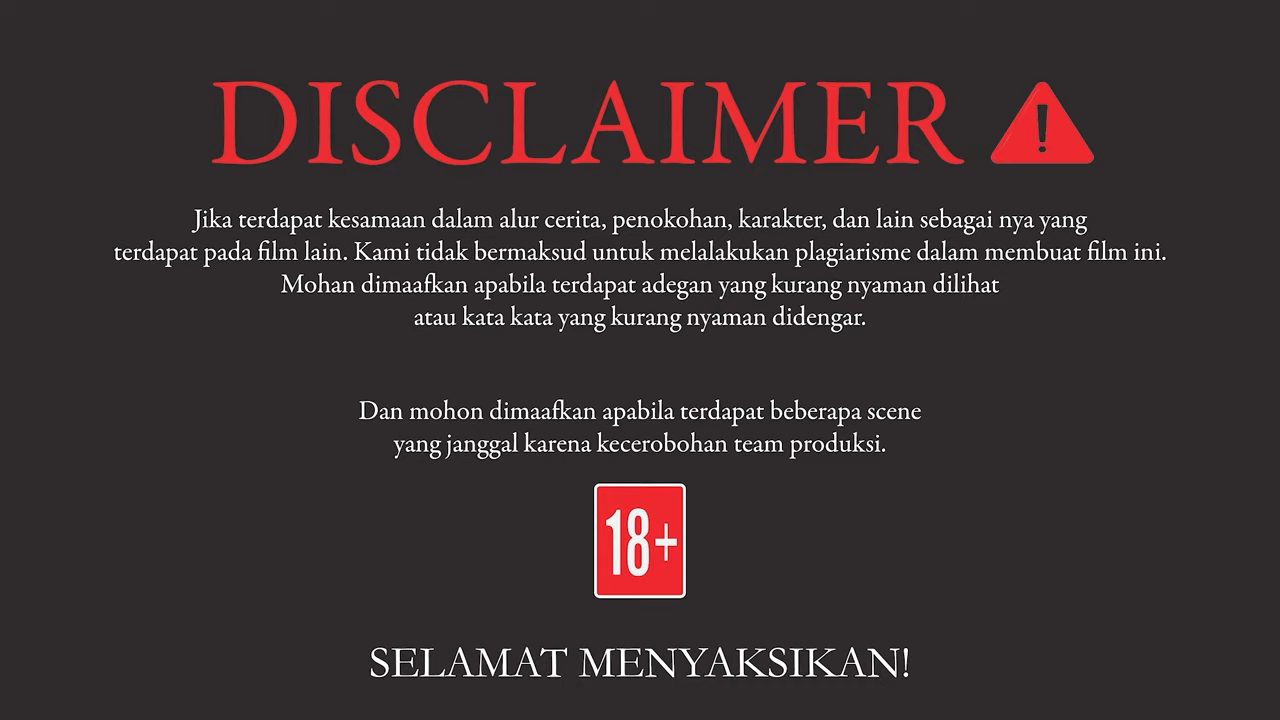 DISCLAIMER
Jika terdapat kesamaan dalam alur cerita, penokohan, karakter, dan lain sebagai nya yang
terdapat pada film lain. Kami tidak bermaksud untuk melalakukan plagiarisme dalam membuat film ini.
Mohan dimaafkan apabila terdapat adegan yang kurang nyaman dilihat
atau kata kata yang kurang nyaman didengar.
Dan mohon dimaafkan apabila terdapat beberapa scene
yang janggal karena kecerobohan team produksi.
18+
SELAMAT MENYAKSIKAN!